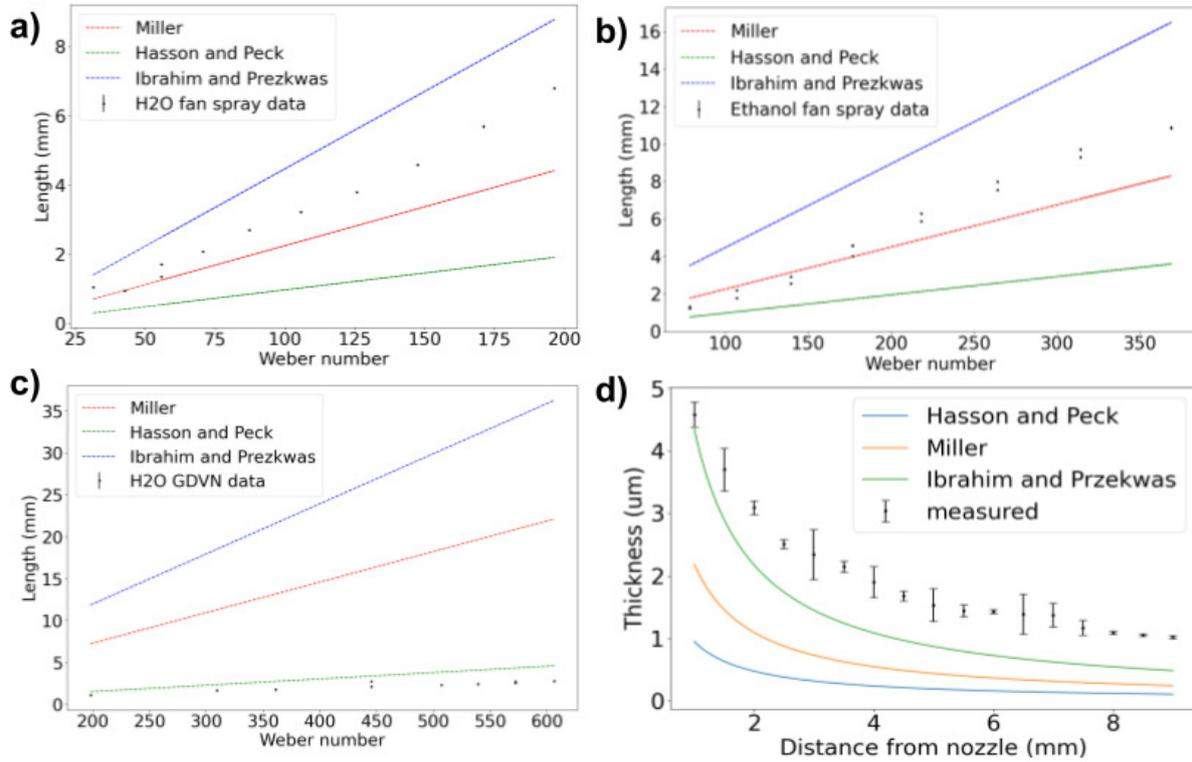 a)
Miller
Hasson and Peck
Ibrahim and Prezkwas
H2O fan spray data
Length (mm)
8
6
4
2
0
25 50 75 100 125 150 175 200
Weber number
b)
Miller
Hasson and Peck
Ibrahim and Prezkwas
Ethanol fan spray data
Length (mm)
16
14
12
10
8
6
4
2
0
100 150 200 250 300 350
Weber number
c)
Miller
Hasson and Peck
Ibrahim and Prezkwas
H2O GDVN data
Length (mm)
35
30
25
20
15
10
5
0
200 250 300 350 400 450 500 550 600
Weber number
d)
Hasson and Peck
Miller
Ibrahim and Przekwas
measured
Thickness (um)
5
4
3
2
1
0
2 4 6 8
Distance from nozzle (mm)